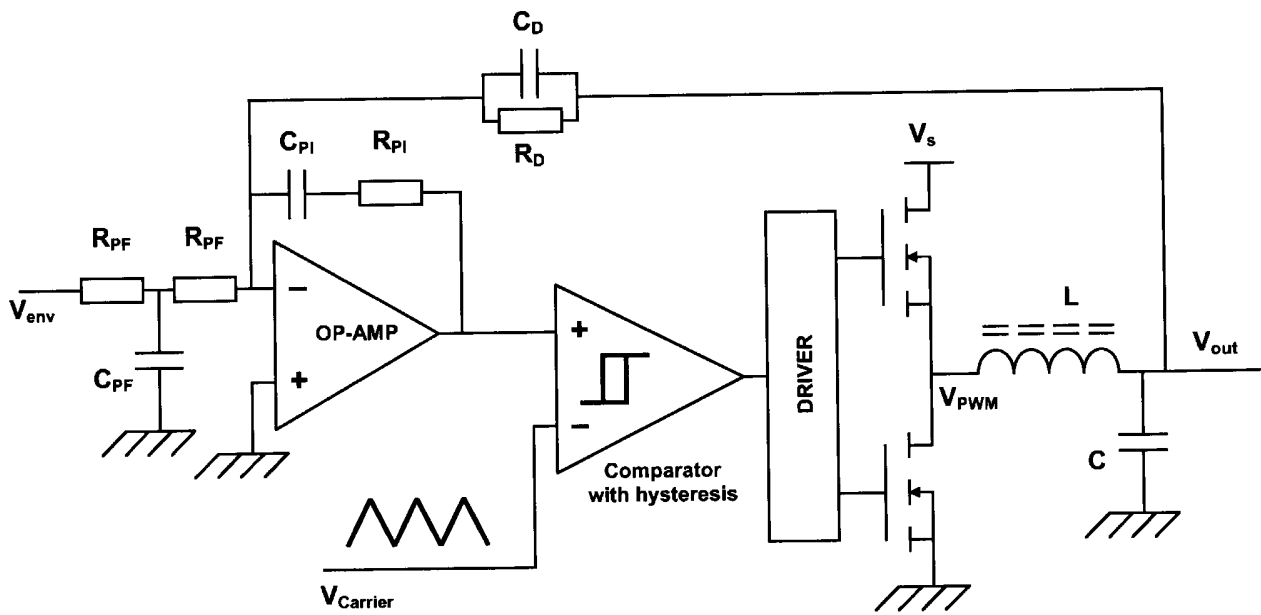 C_D
R_D
C_PI
R_PI
V_s
R_PF
R_PF
V_env
C_PF
−
+
OP-AMP
+
−
Comparator
with hysteresis
DRIVER
V_PWM
L
V_out
C
V_Carrier